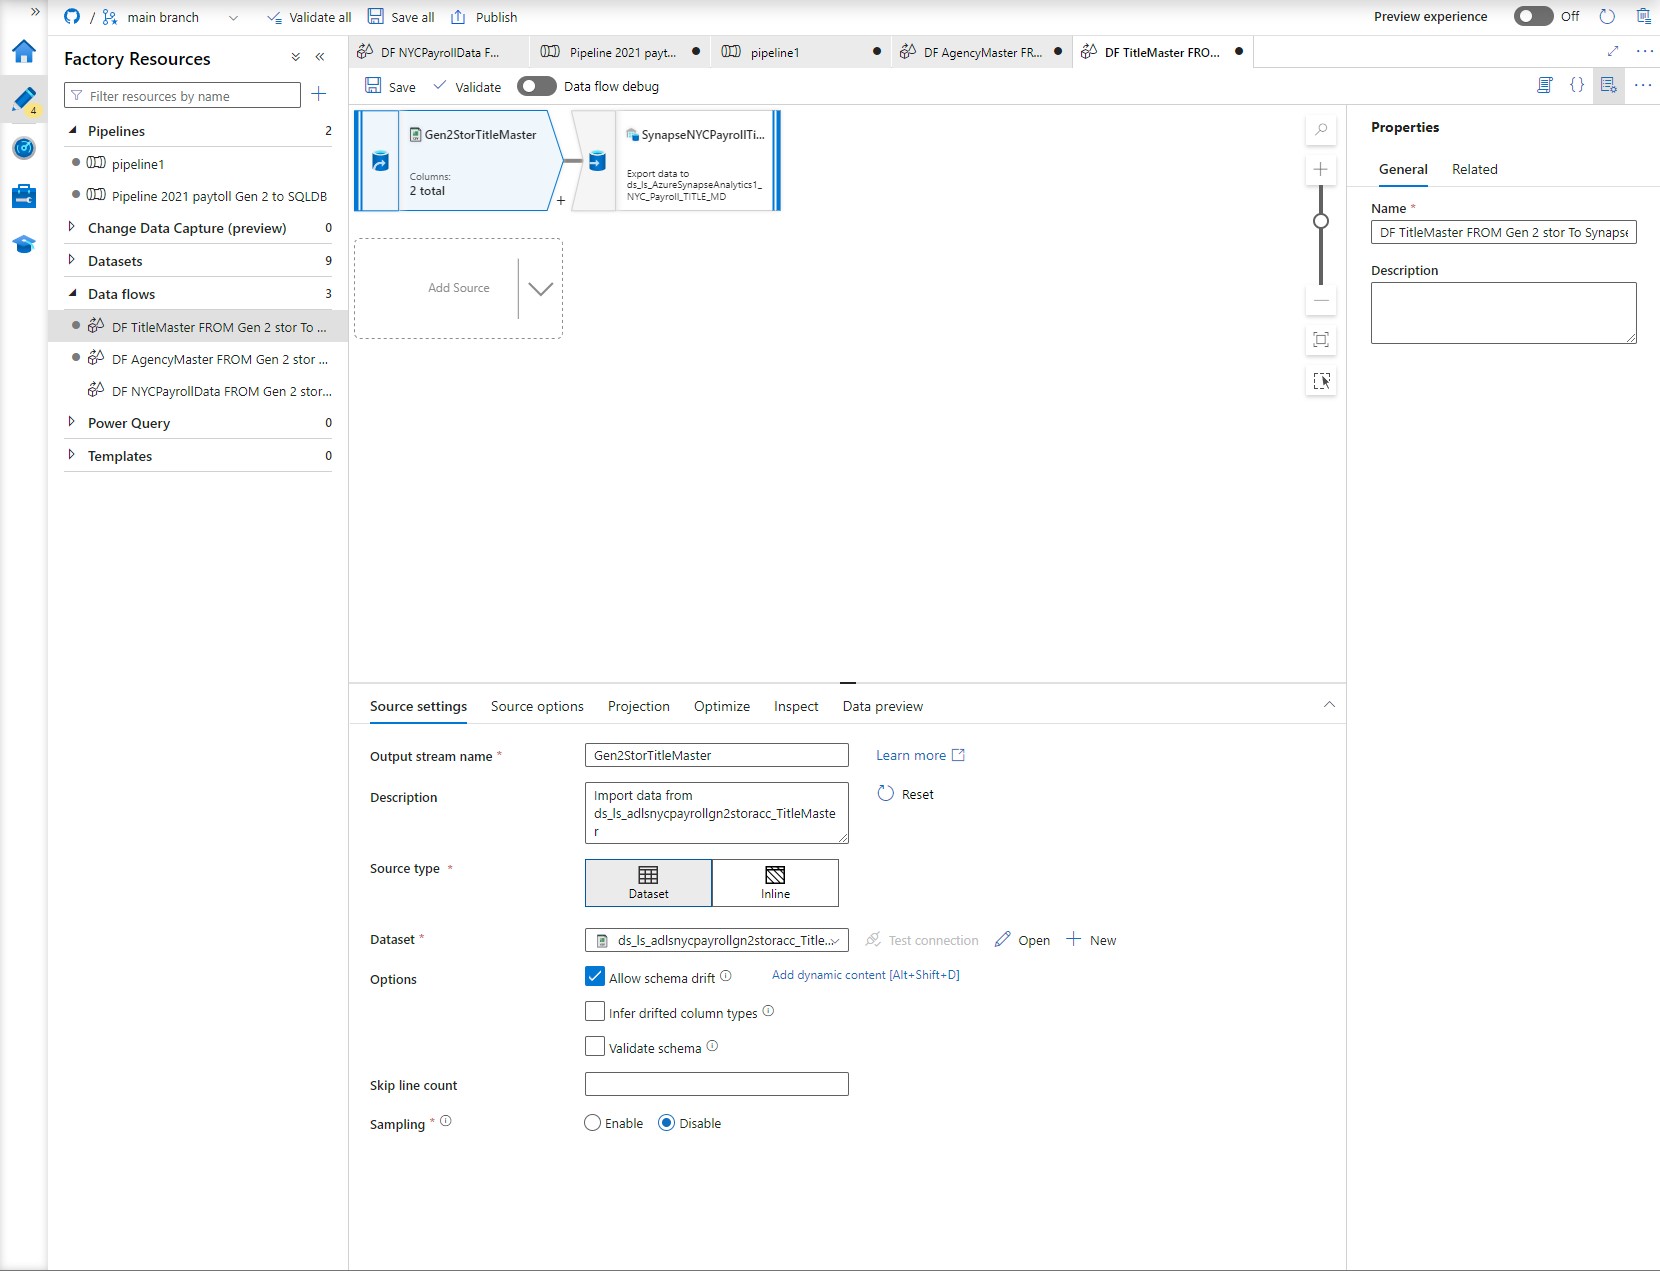 » / main branch Validate all Save all Publish Preview experience Off
Factory Resources
Filter resources by name
Pipelines 2
pipeline1
Pipeline 2021 paytoll Gen 2 to SQLDB
Change Data Capture (preview) 0
Datasets 9
Data flows 3
DF TitleMaster FROM Gen 2 stor To ...
DF AgencyMaster FROM Gen 2 stor ...
DF NYCPayrollData FROM Gen 2 stor...
Power Query 0
Templates 0
4
DF NYCPayrollData F... Pipeline 2021 payt... pipeline1 DF AgencyMaster FR... DF TitleMaster FRO...
Save Validate Data flow debug
Gen2StorTitleMaster
Columns:
2 total
+
SynapseNYCPayrollTi...
Export data to
ds_ls_AzureSynapseAnalytics1_
NYC_Payroll_TITLE_MD
Add Source
Properties
General Related
Name *
DF TitleMaster FROM Gen 2 stor To Synapse
Description
Source settings Source options Projection Optimize Inspect Data preview
Output stream name * Gen2StorTitleMaster Learn more
Description Import data from
ds_ls_adlsnycpayrollgn2storacc_TitleMaste
r
Reset
Source type * Dataset Inline
Dataset * ds_ls_adlsnycpayrollgn2storacc_Title... Test connection Open New
Options Allow schema drift Add dynamic content [Alt+Shift+D]
Infer drifted column types
Validate schema
Skip line count
Sampling * Enable Disable